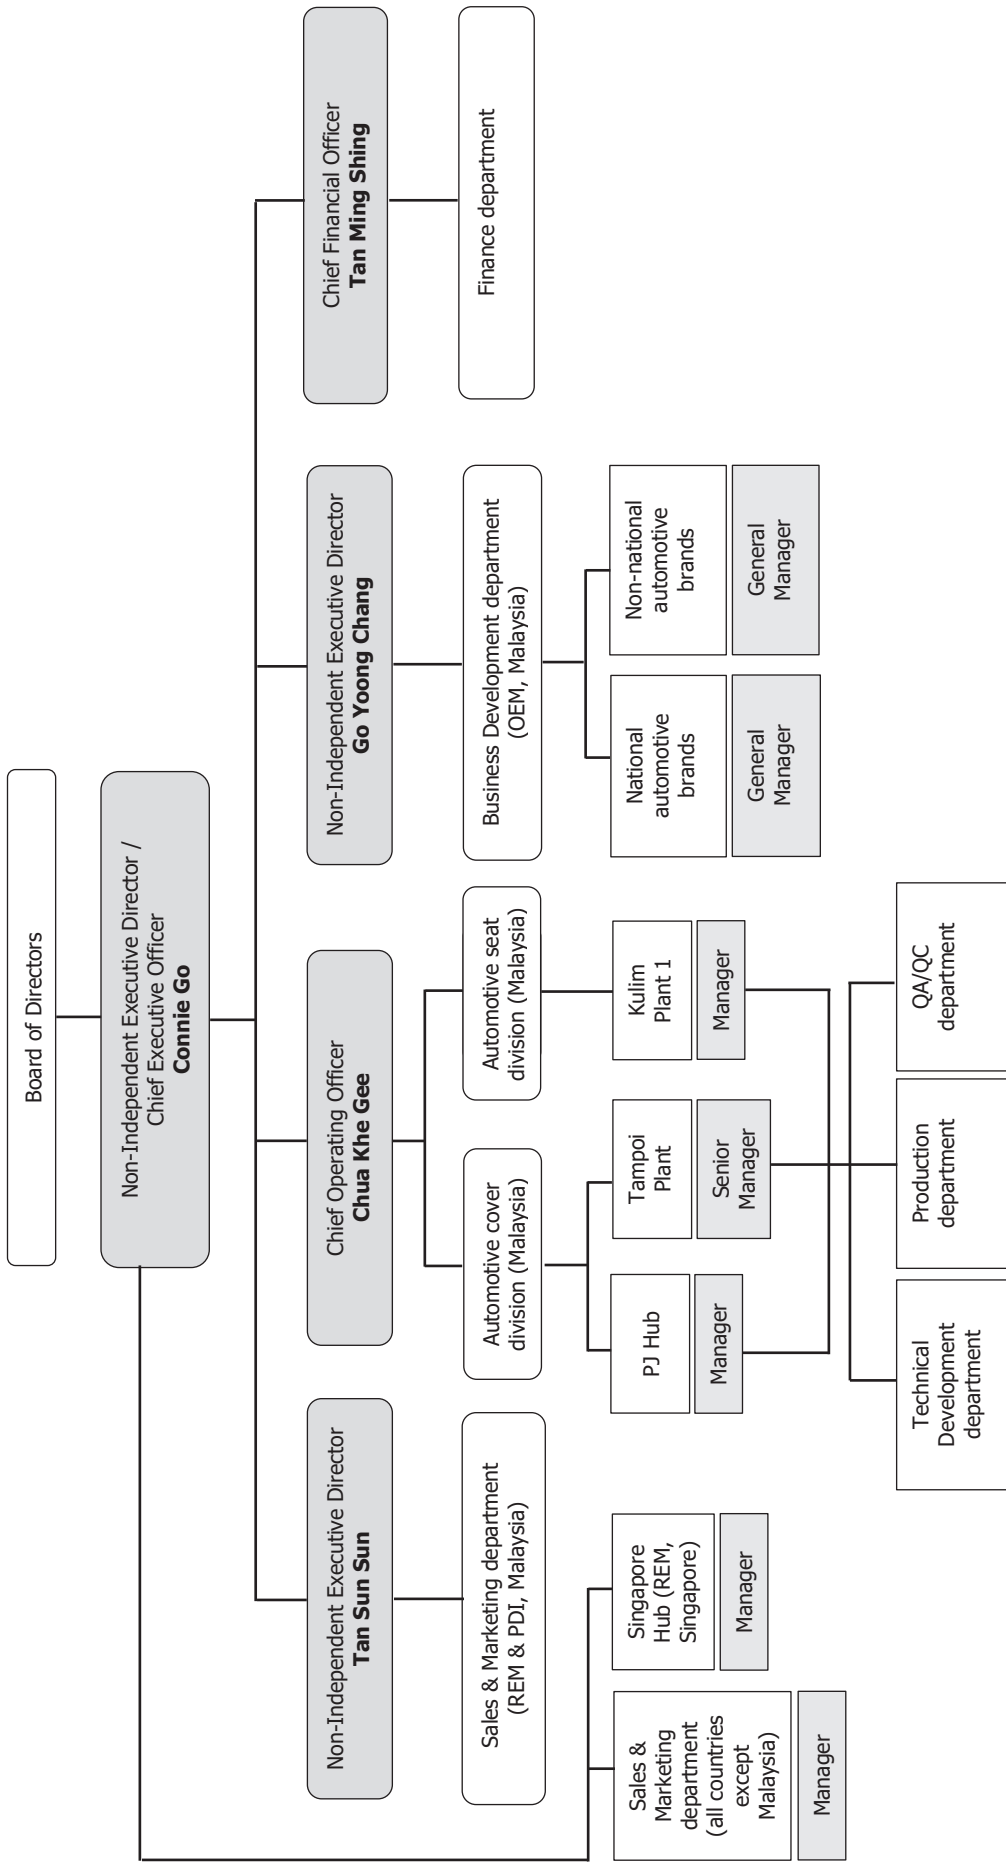 Board of Directors
Non-Independent Executive Director /
Chief Executive Officer
Connie Go
Non-Independent Executive Director
Tan Sun Sun
Chief Operating Officer
Chua Khe Gee
Non-Independent Executive Director
Go Yoong Chang
Chief Financial Officer
Tan Ming Shing
Sales & Marketing department
(REM & PDI, Malaysia)
Automotive cover
division (Malaysia)
Automotive seat
division (Malaysia)
Business Development department
(OEM, Malaysia)
Finance department
Sales &
Marketing
department
(all countries
except
Malaysia)
Manager
Singapore
Hub (REM,
Singapore)
Manager
PJ Hub
Manager
Tampoi
Plant
Senior
Manager
Kulim
Plant 1
Manager
National
automotive
brands
General
Manager
Non-national
automotive
brands
General
Manager
Technical
Development
department
Production
department
QA/QC
department